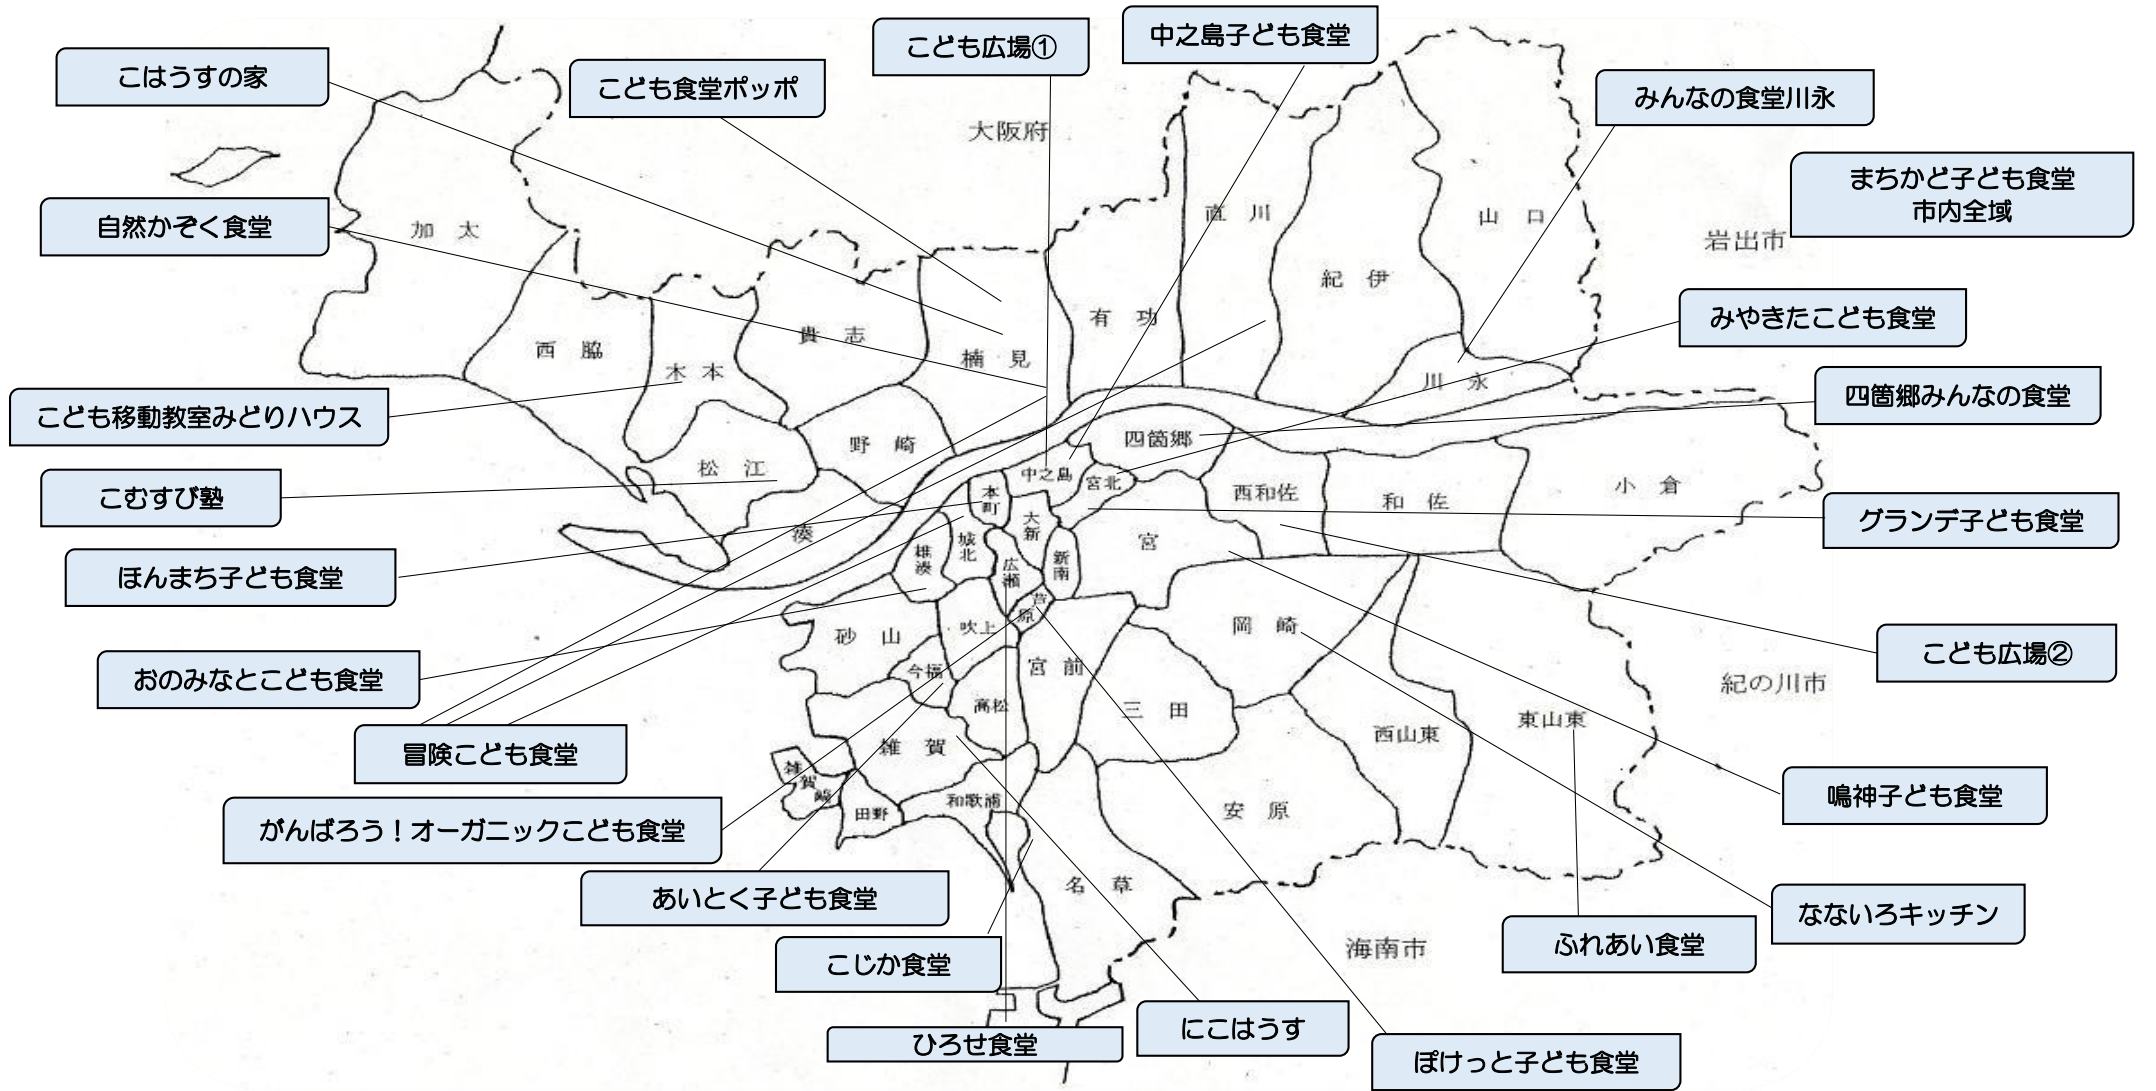 こども広場①
中之島子ども食堂
こはうすの家
こども食堂ポッポ
みんなの食堂川永
大阪府
まちかど子ども食堂
市内全域
自然かぞく食堂
加太
直川
山口
岩出市
紀伊
みやきたこども食堂
有功
貴志
西脇
木本
楠見
川永
四箇郷みんなの食堂
こども移動教室みどりハウス
四箇郷
野崎
松江
中之島
宮北
西和佐
和佐
小倉
こむすび塾
本町
大新
グランデ子ども食堂
湊
宮
城北
雄湊
広瀬
新南
ほんまち子ども食堂
芦原
砂山
吹上
岡崎
こども広場②
おのみなとこども食堂
今福
宮前
紀の川市
高松
三田
東山東
西山東
冒険こども食堂
雑賀
雑賀崎
鳴神子ども食堂
和歌浦
田野
安原
がんばろう！オーガニックこども食堂
名草
あいとく子ども食堂
なないろキッチン
ふれあい食堂
海南市
こじか食堂
にこはうす
ひろせ食堂
ぽけっと子ども食堂